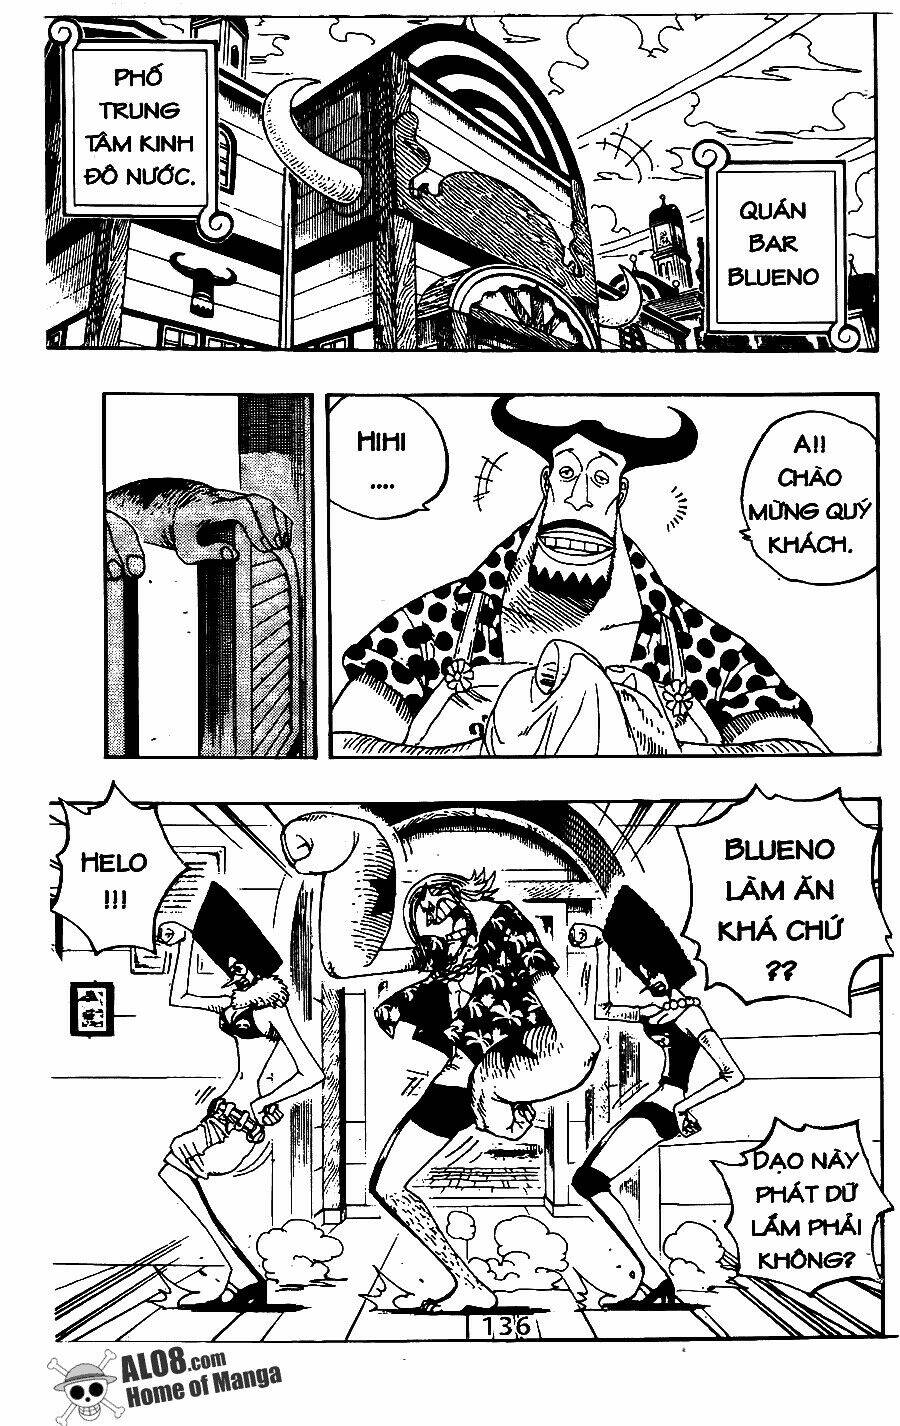 PHỐ
TRUNG
TÂM KINH
ĐÔ NƯỚC.
QUÁN
BAR
BLUENO
HIHI
....
A!!
CHÀO
MỪNG QUÝ
KHÁCH.
HELO
!!!
BLUENO
LÀM ĂN
KHÁ CHỨ
??
DẠO NÀY
PHÁT DỮ
LẮM PHẢI
KHÔNG?
136
ALO8.com
Home of Manga